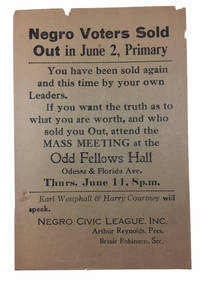 Negro Voters Sold
Out in June 2, Primary
You have been sold again
and this time by your own
Leaders.
If you want the truth as to
what you are worth, and who
sold you Out, attend the
MASS MEETING at the
Odd Fellows Hall
Odessa & Florida Ave.
Thurs. June 11, 8p.m.
Karl Westphall & Harry Courtney will
speak.
NEGRO CIVIC LEAGUE, INC.
Arthur Reynolds, Pres.
Bessie Robinson, Sec.